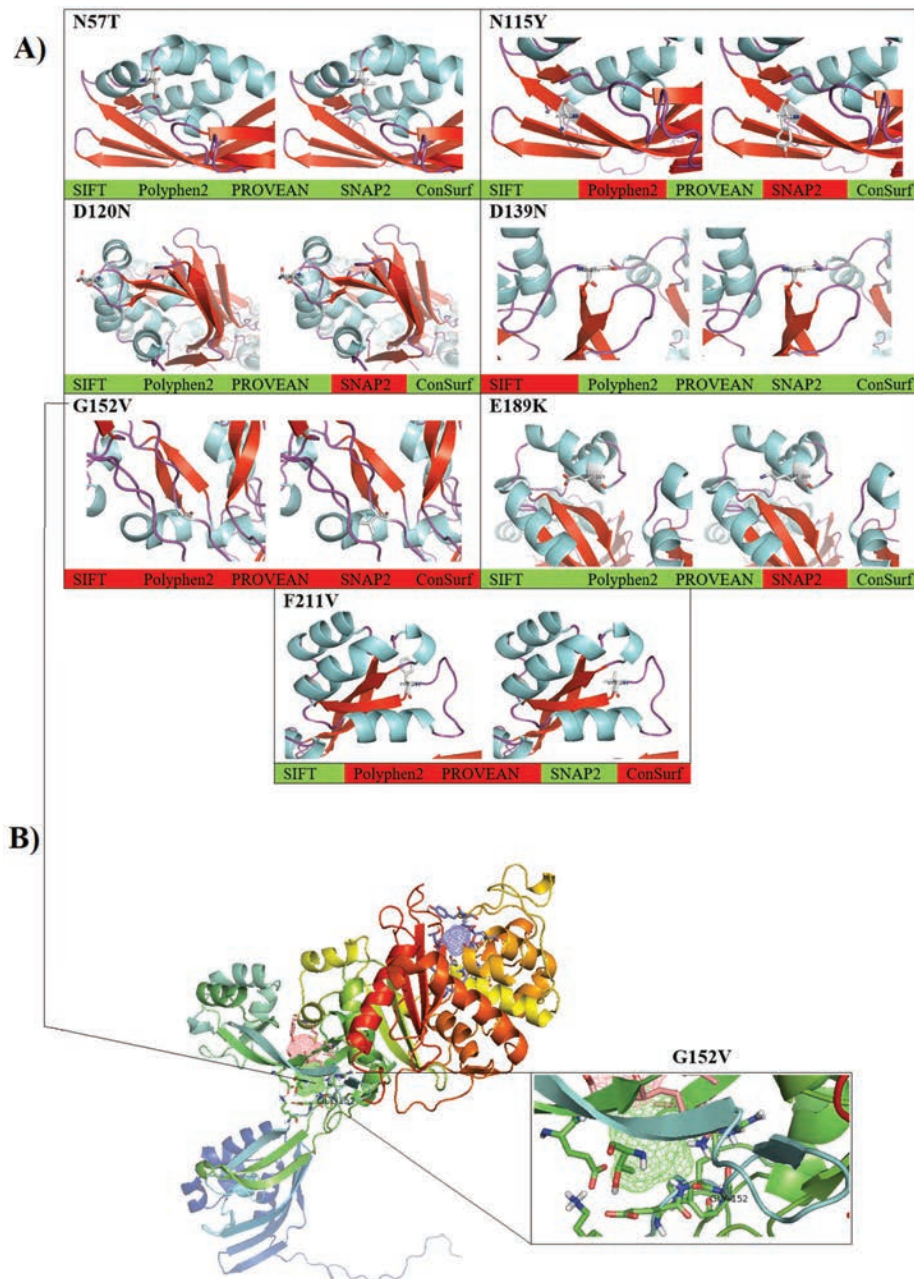 A)
N57T
N115Y
SIFT Polyphen2 PROVEAN SNAP2 ConSurf
SIFT Polyphen2 PROVEAN SNAP2 ConSurf
D120N
D139N
SIFT Polyphen2 PROVEAN SNAP2 ConSurf
SIFT Polyphen2 PROVEAN SNAP2 ConSurf
G152V
E189K
SIFT Polyphen2 PROVEAN SNAP2 ConSurf
SIFT Polyphen2 PROVEAN SNAP2 ConSurf
F211V
SIFT Polyphen2 PROVEAN SNAP2 ConSurf
B)
G152V